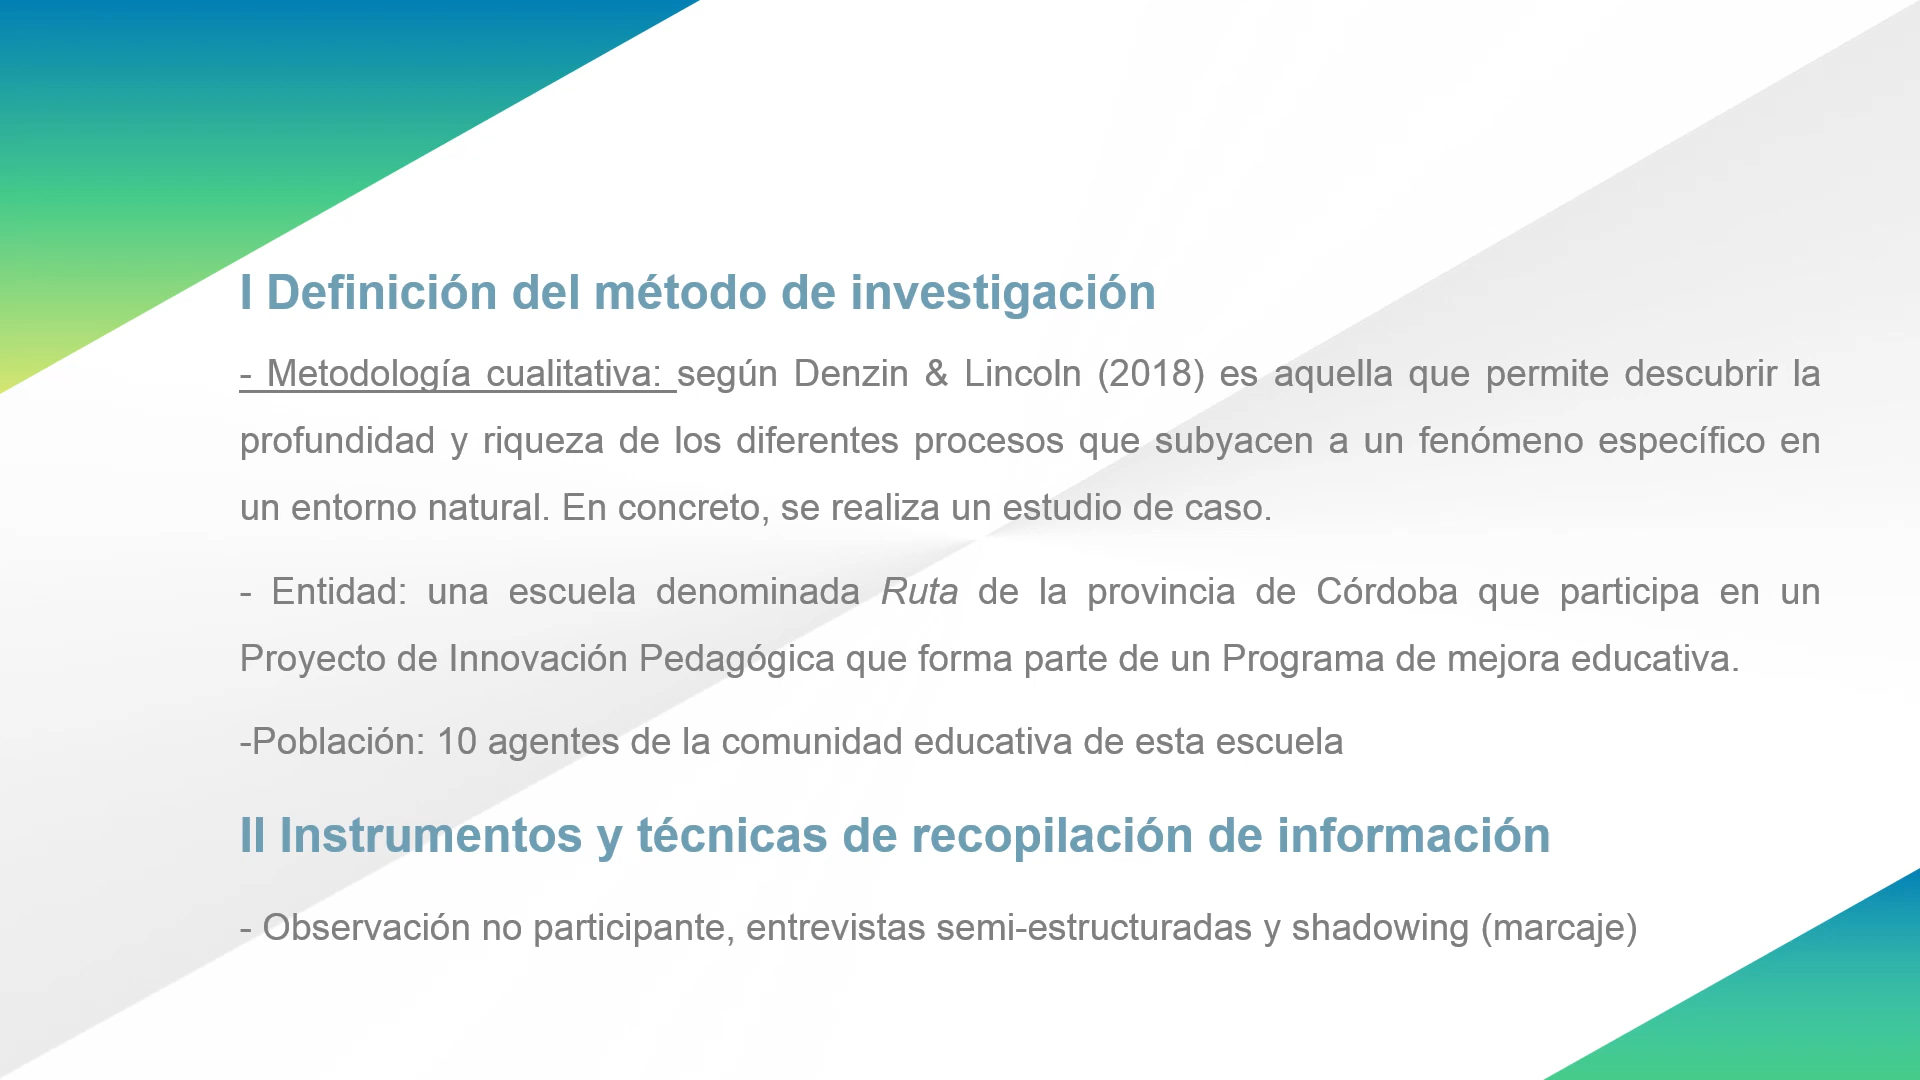 I Definición del método de investigación
- Metodología cualitativa: según Denzin & Lincoln (2018) es aquella que permite descubrir la
profundidad y riqueza de los diferentes procesos que subyacen a un fenómeno específico en
un entorno natural. En concreto, se realiza un estudio de caso.
- Entidad: una escuela denominada Ruta de la provincia de Córdoba que participa en un
Proyecto de Innovación Pedagógica que forma parte de un Programa de mejora educativa.
-Población: 10 agentes de la comunidad educativa de esta escuela
II Instrumentos y técnicas de recopilación de información
- Observación no participante, entrevistas semi-estructuradas y shadowing (marcaje)